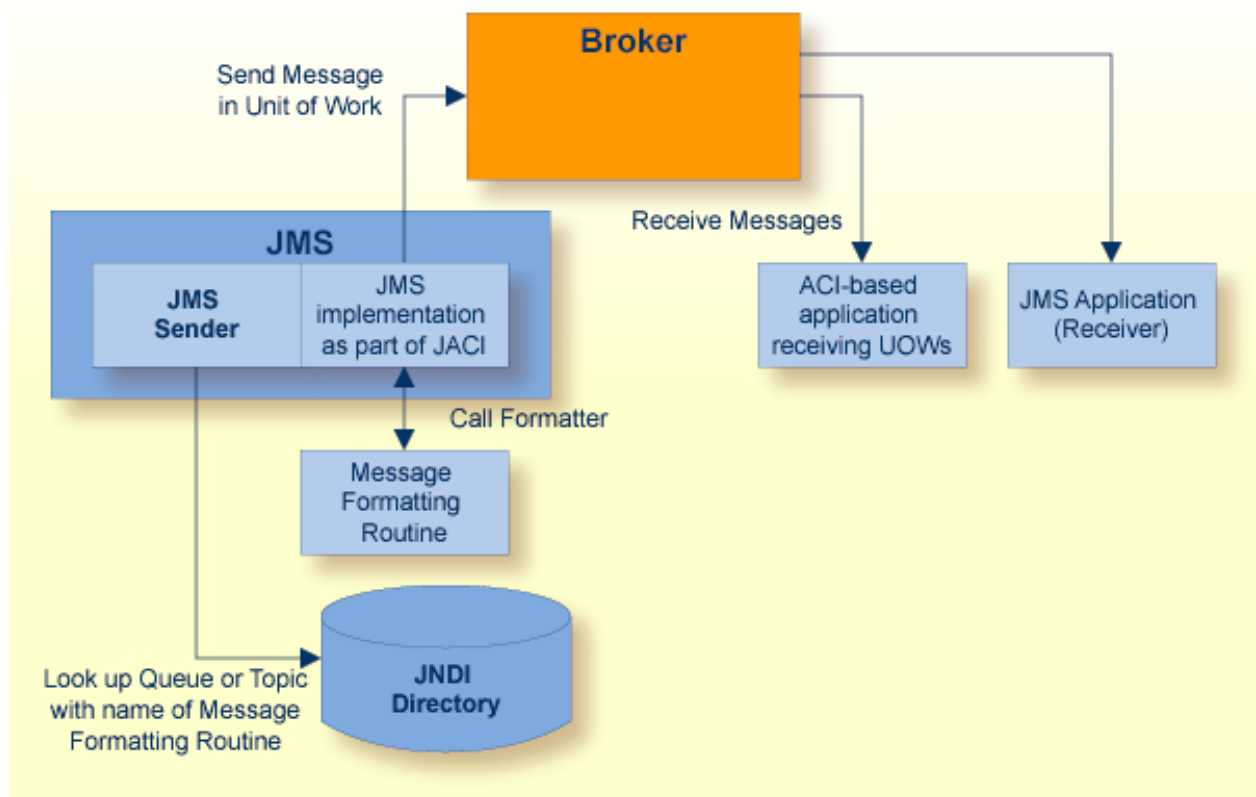 Broker
Send Message
in Unit of Work
Receive Messages
JMS
JMS
Sender
JMS
implementation
as part of JACI
ACI-based
application
receiving UOWs
JMS Application
(Receiver)
Call Formatter
Message
Formatting
Routine
JNDI
Directory
Look up Queue or Topic
with name of Message
Formatting Routine